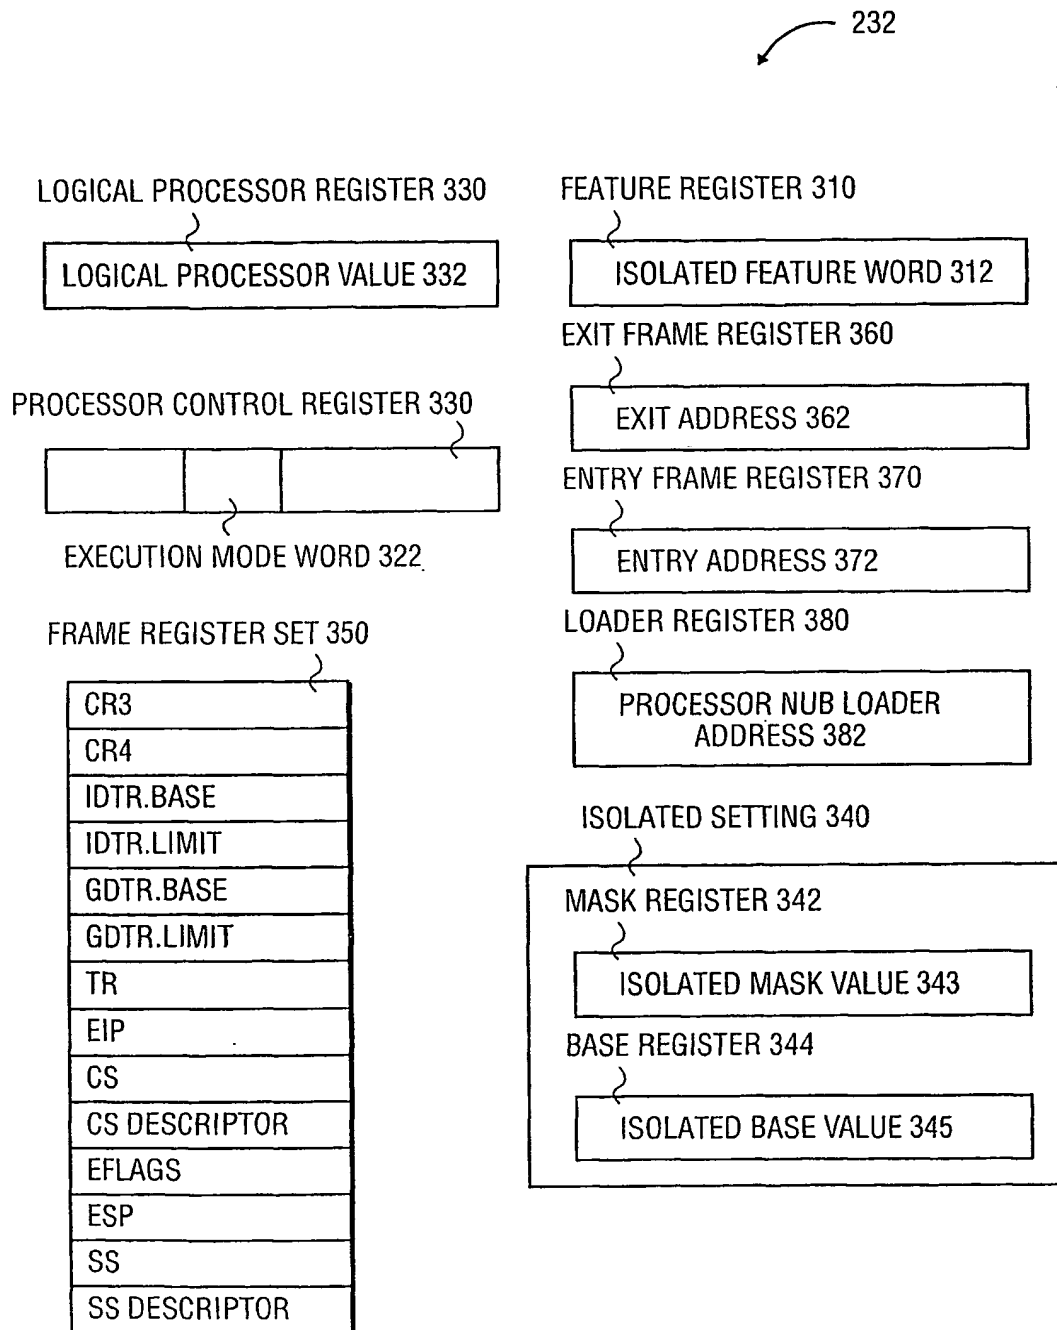 232
LOGICAL PROCESSOR REGISTER 330
LOGICAL PROCESSOR VALUE 332
PROCESSOR CONTROL REGISTER 330
EXECUTION MODE WORD 322
FRAME REGISTER SET 350
CR3
CR4
IDTR.BASE
IDTR.LIMIT
GDTR.BASE
GDTR.LIMIT
TR
EIP
CS
CS DESCRIPTOR
EFLAGS
ESP
SS
SS DESCRIPTOR
FEATURE REGISTER 310
ISOLATED FEATURE WORD 312
EXIT FRAME REGISTER 360
EXIT ADDRESS 362
ENTRY FRAME REGISTER 370
ENTRY ADDRESS 372
LOADER REGISTER 380
PROCESSOR NUB LOADER
ADDRESS 382
ISOLATED SETTING 340
MASK REGISTER 342
ISOLATED MASK VALUE 343
BASE REGISTER 344
ISOLATED BASE VALUE 345